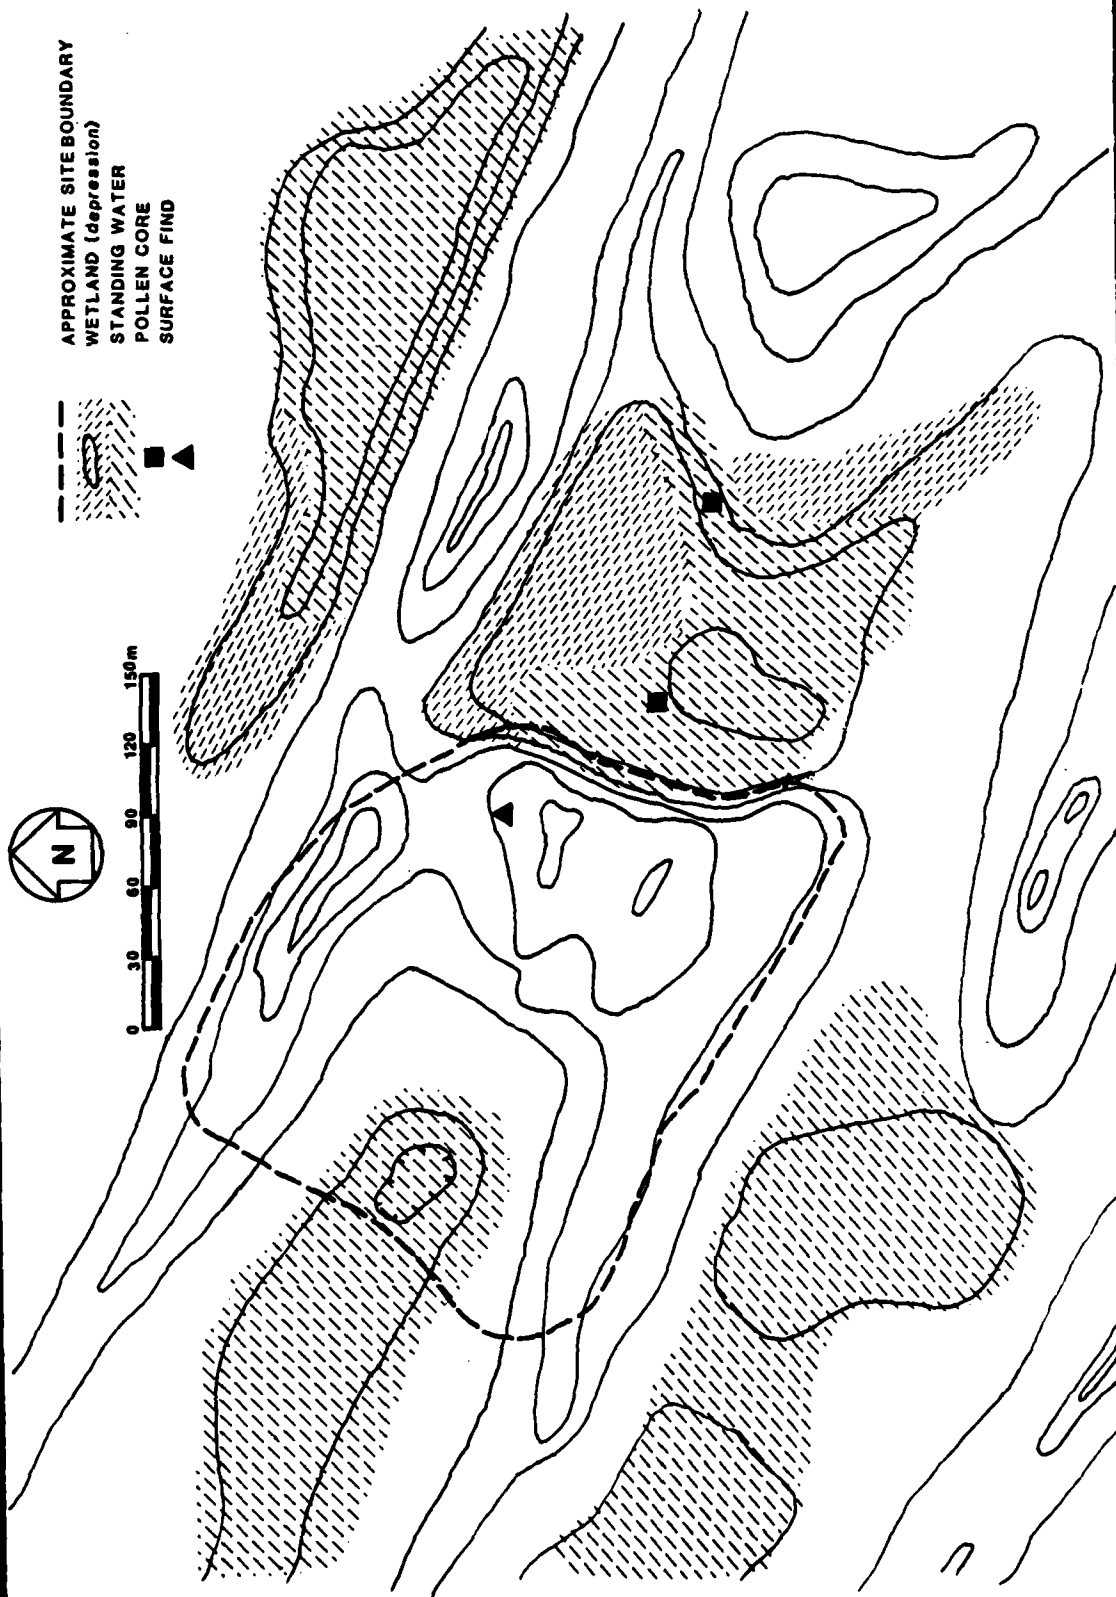 APPROXIMATE SITE BOUNDARY
WETLAND (depression)
STANDING WATER
POLLEN CORE
SURFACE FIND
0 30 60 90 120 150m
N